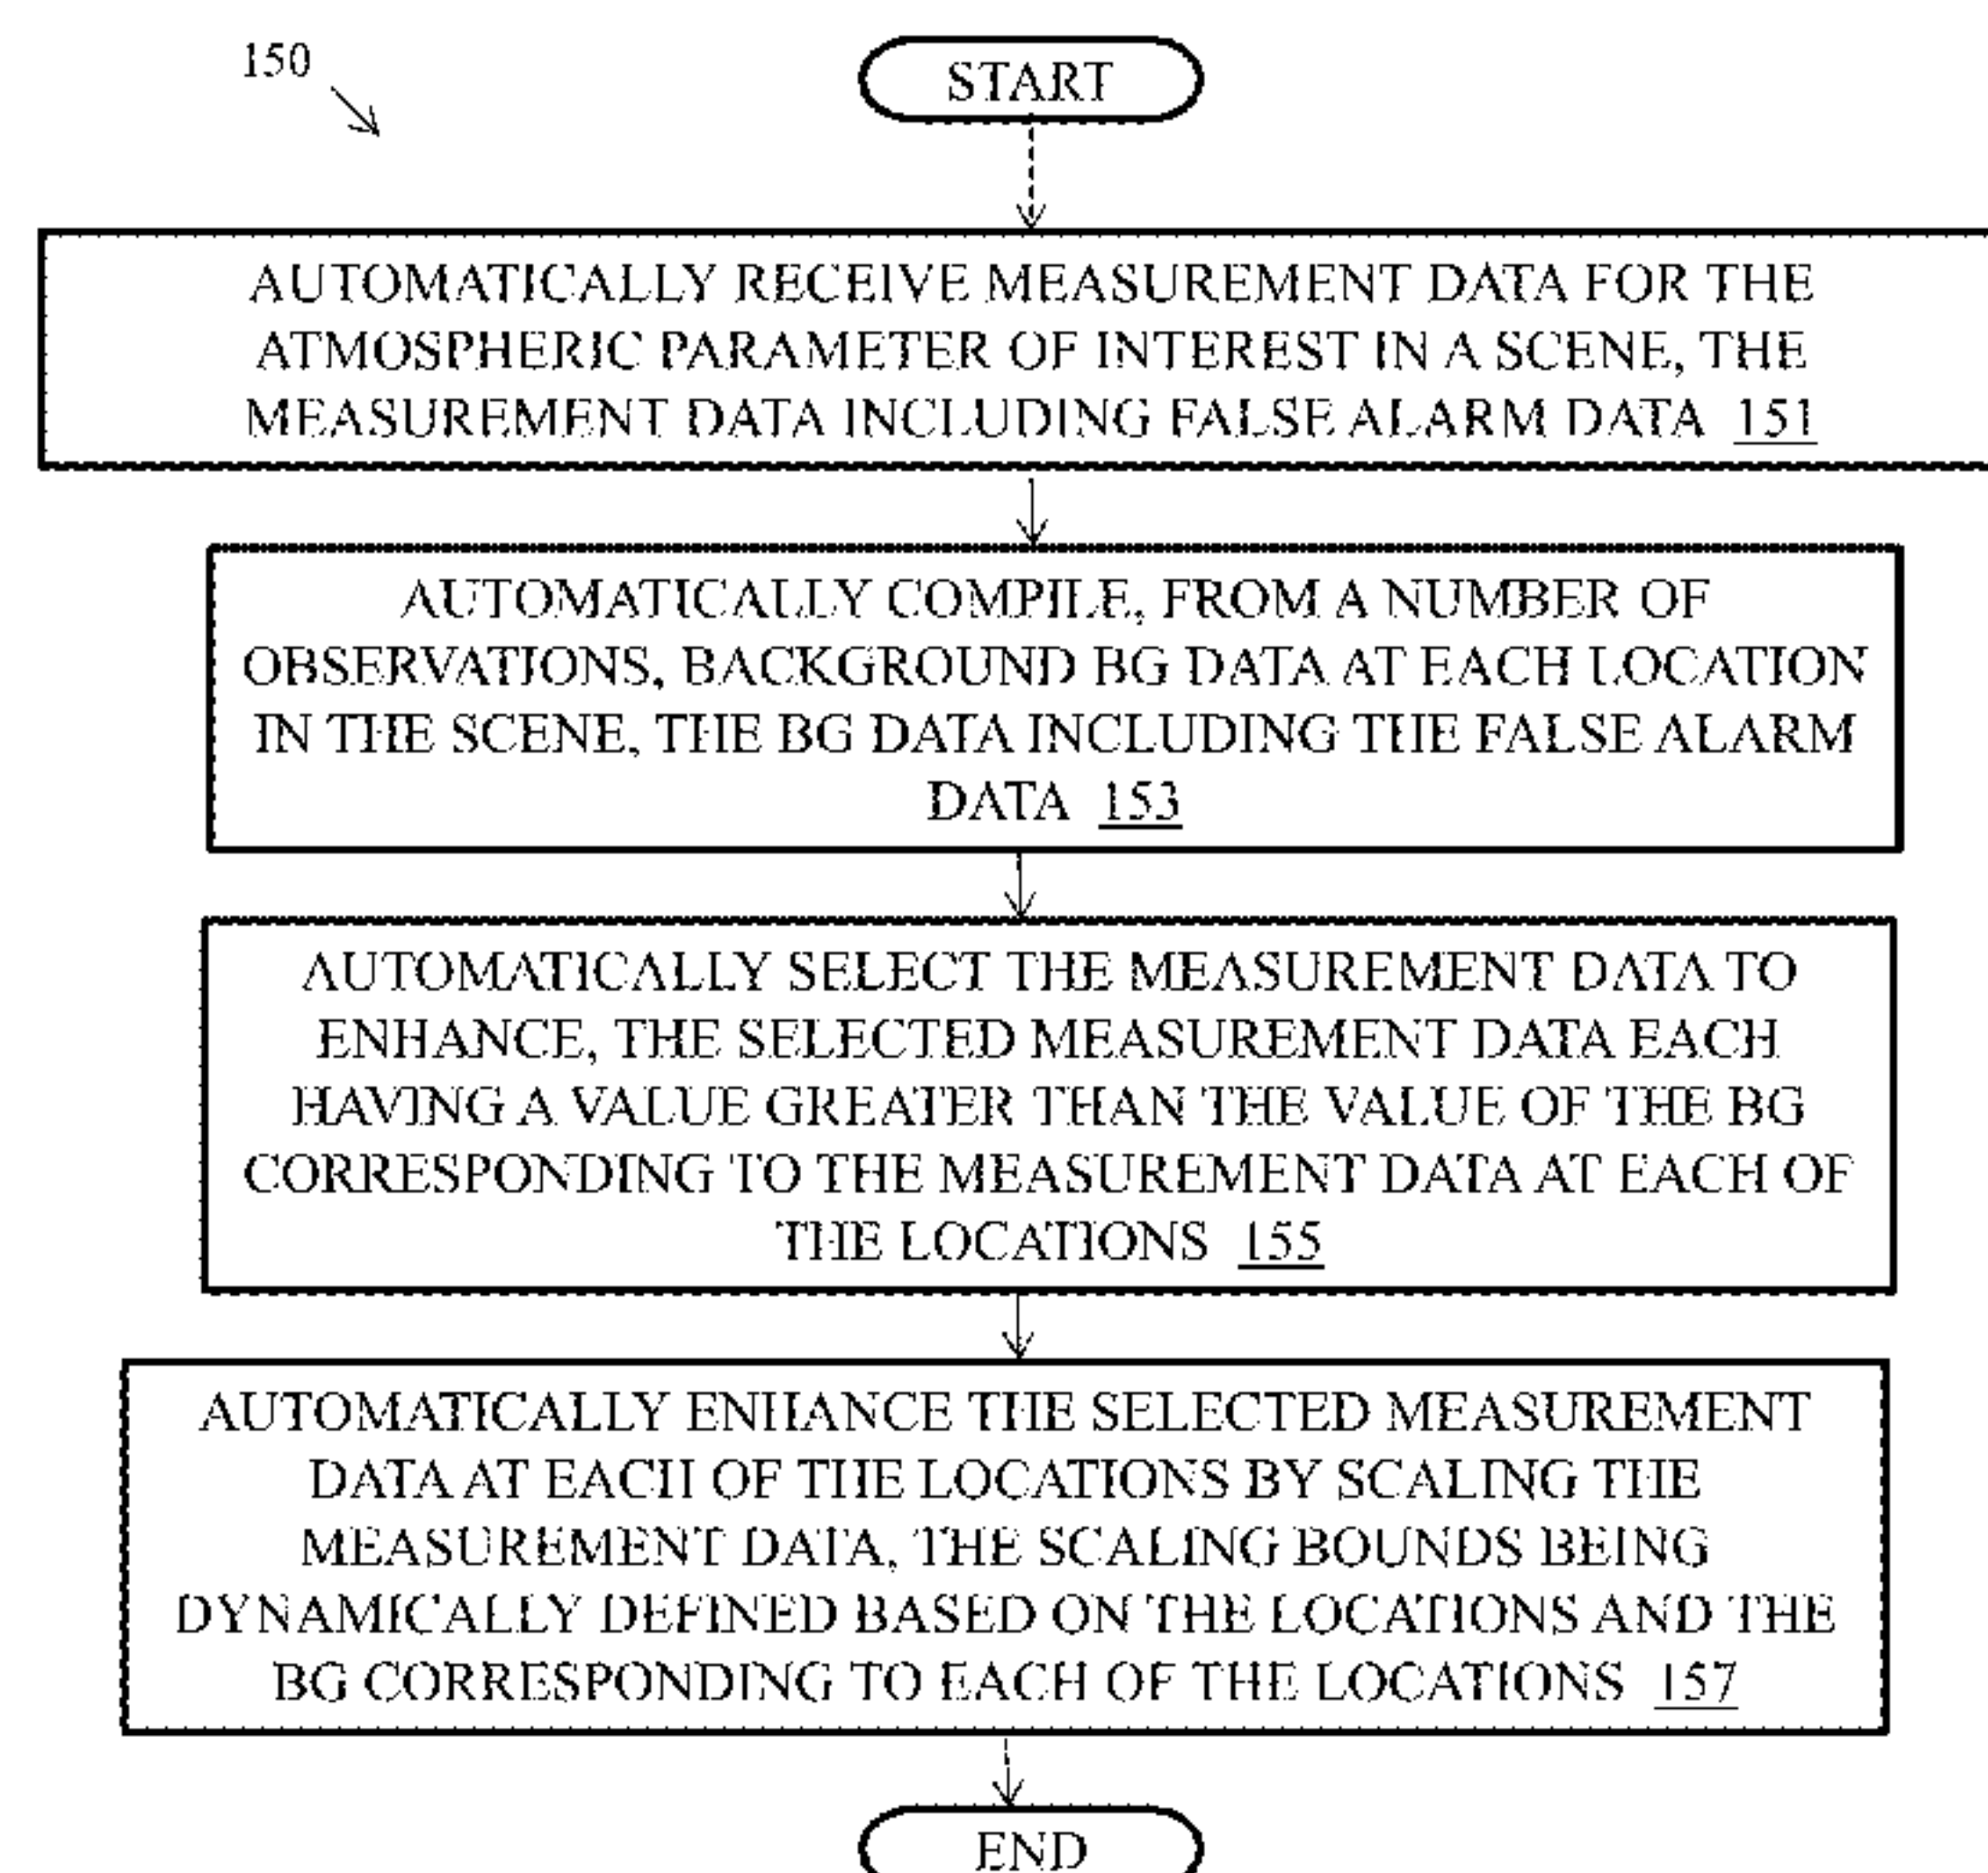 150
START
AUTOMATICALLY RECEIVE MEASUREMENT DATA FOR THE
ATMOSPHERIC PARAMETER OF INTEREST IN A SCENE, THE
MEASUREMENT DATA INCLUDING FALSE ALARM DATA 151
AUTOMATICALLY COMPILE, FROM A NUMBER OF
OBSERVATIONS, BACKGROUND BG DATA AT EACH LOCATION
IN THE SCENE, THE BG DATA INCLUDING THE FALSE ALARM
DATA 153
AUTOMATICALLY SELECT THE MEASUREMENT DATA TO
ENHANCE, THE SELECTED MEASUREMENT DATA EACH
HAVING A VALUE GREATER THAN THE VALUE OF THE BG
CORRESPONDING TO THE MEASUREMENT DATA AT EACH OF
THE LOCATIONS 155
AUTOMATICALLY ENHANCE THE SELECTED MEASUREMENT
DATA AT EACH OF THE LOCATIONS BY SCALING THE
MEASUREMENT DATA, THE SCALING BOUNDS BEING
DYNAMICALLY DEFINED BASED ON THE LOCATIONS AND THE
BG CORRESPONDING TO EACH OF THE LOCATIONS 157
END